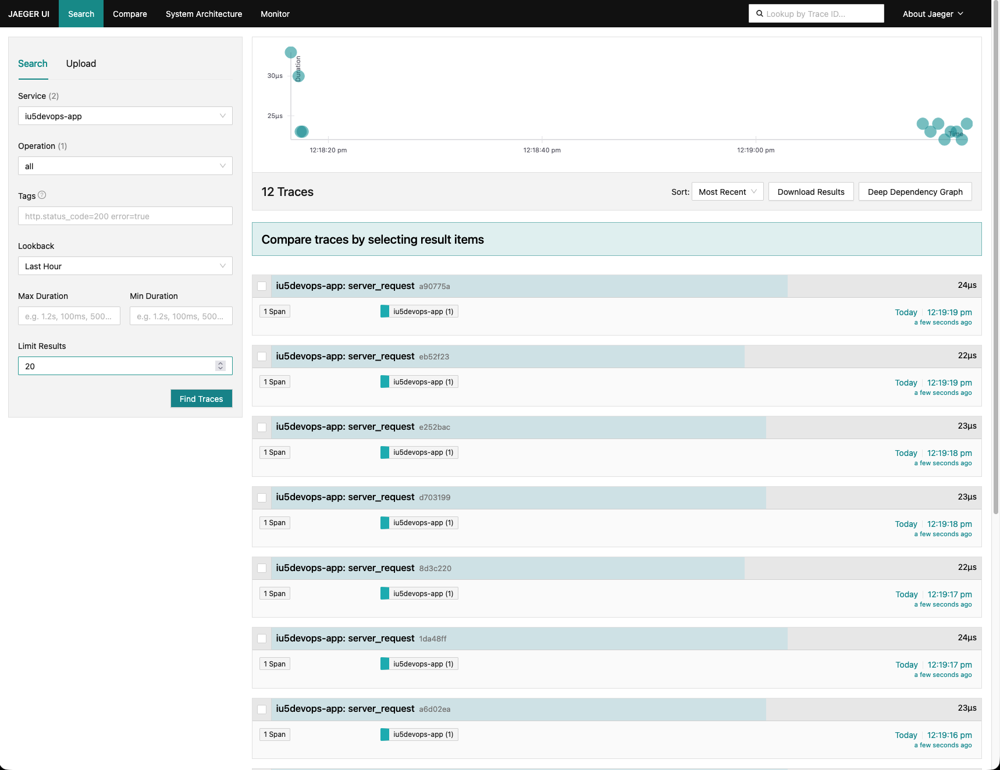 JAEGER UI
Search
Compare
System Architecture
Monitor
Lookup by Trace ID...
About Jaeger
Search
Upload
Service (2)
iu5devops-app
Operation (1)
all
Tags
http.status_code=200 error=true
Lookback
Last Hour
Max Duration
Min Duration
e.g. 1.2s, 100ms, 500...
e.g. 1.2s, 100ms, 500...
Limit Results
20
Find Traces
Duration
30μs
25μs
Time
12:18:20 pm
12:18:40 pm
12:19:00 pm
12 Traces
Sort:
Most Recent
Download Results
Deep Dependency Graph
Compare traces by selecting result items
iu5devops-app: server_request a90775a
24μs
1 Span
iu5devops-app (1)
Today 12:19:19 pm
a few seconds ago
iu5devops-app: server_request eb52f23
22μs
1 Span
iu5devops-app (1)
Today 12:19:19 pm
a few seconds ago
iu5devops-app: server_request e252bac
23μs
1 Span
iu5devops-app (1)
Today 12:19:18 pm
a few seconds ago
iu5devops-app: server_request d703199
23μs
1 Span
iu5devops-app (1)
Today 12:19:18 pm
a few seconds ago
iu5devops-app: server_request 8d3c220
22μs
1 Span
iu5devops-app (1)
Today 12:19:17 pm
a few seconds ago
iu5devops-app: server_request 1da48ff
24μs
1 Span
iu5devops-app (1)
Today 12:19:17 pm
a few seconds ago
iu5devops-app: server_request a6d02ea
23μs
1 Span
iu5devops-app (1)
Today 12:19:16 pm
a few seconds ago